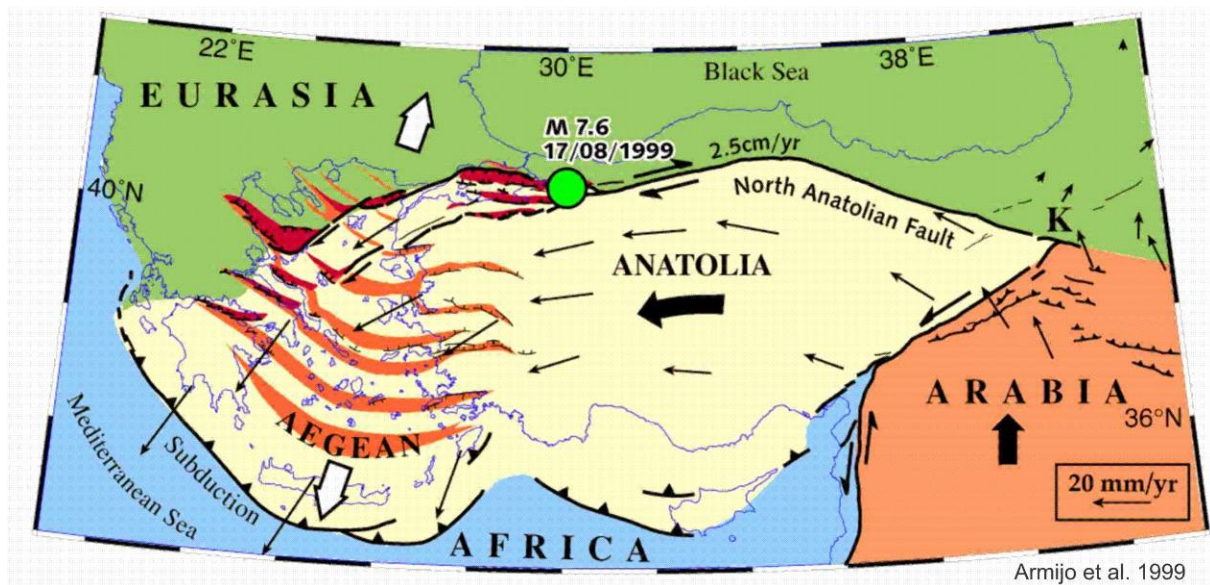 22°E
30°E
38°E
Black Sea
EURASIA
M 7.6
17/08/1999
2.5cm/yr
40°N
North Anatolian Fault
K
ANATOLIA
ARABIA
36°N
AEGEAN
Subduction
Mediterranean Sea
20 mm/yr
AFRICA
Armijo et al. 1999